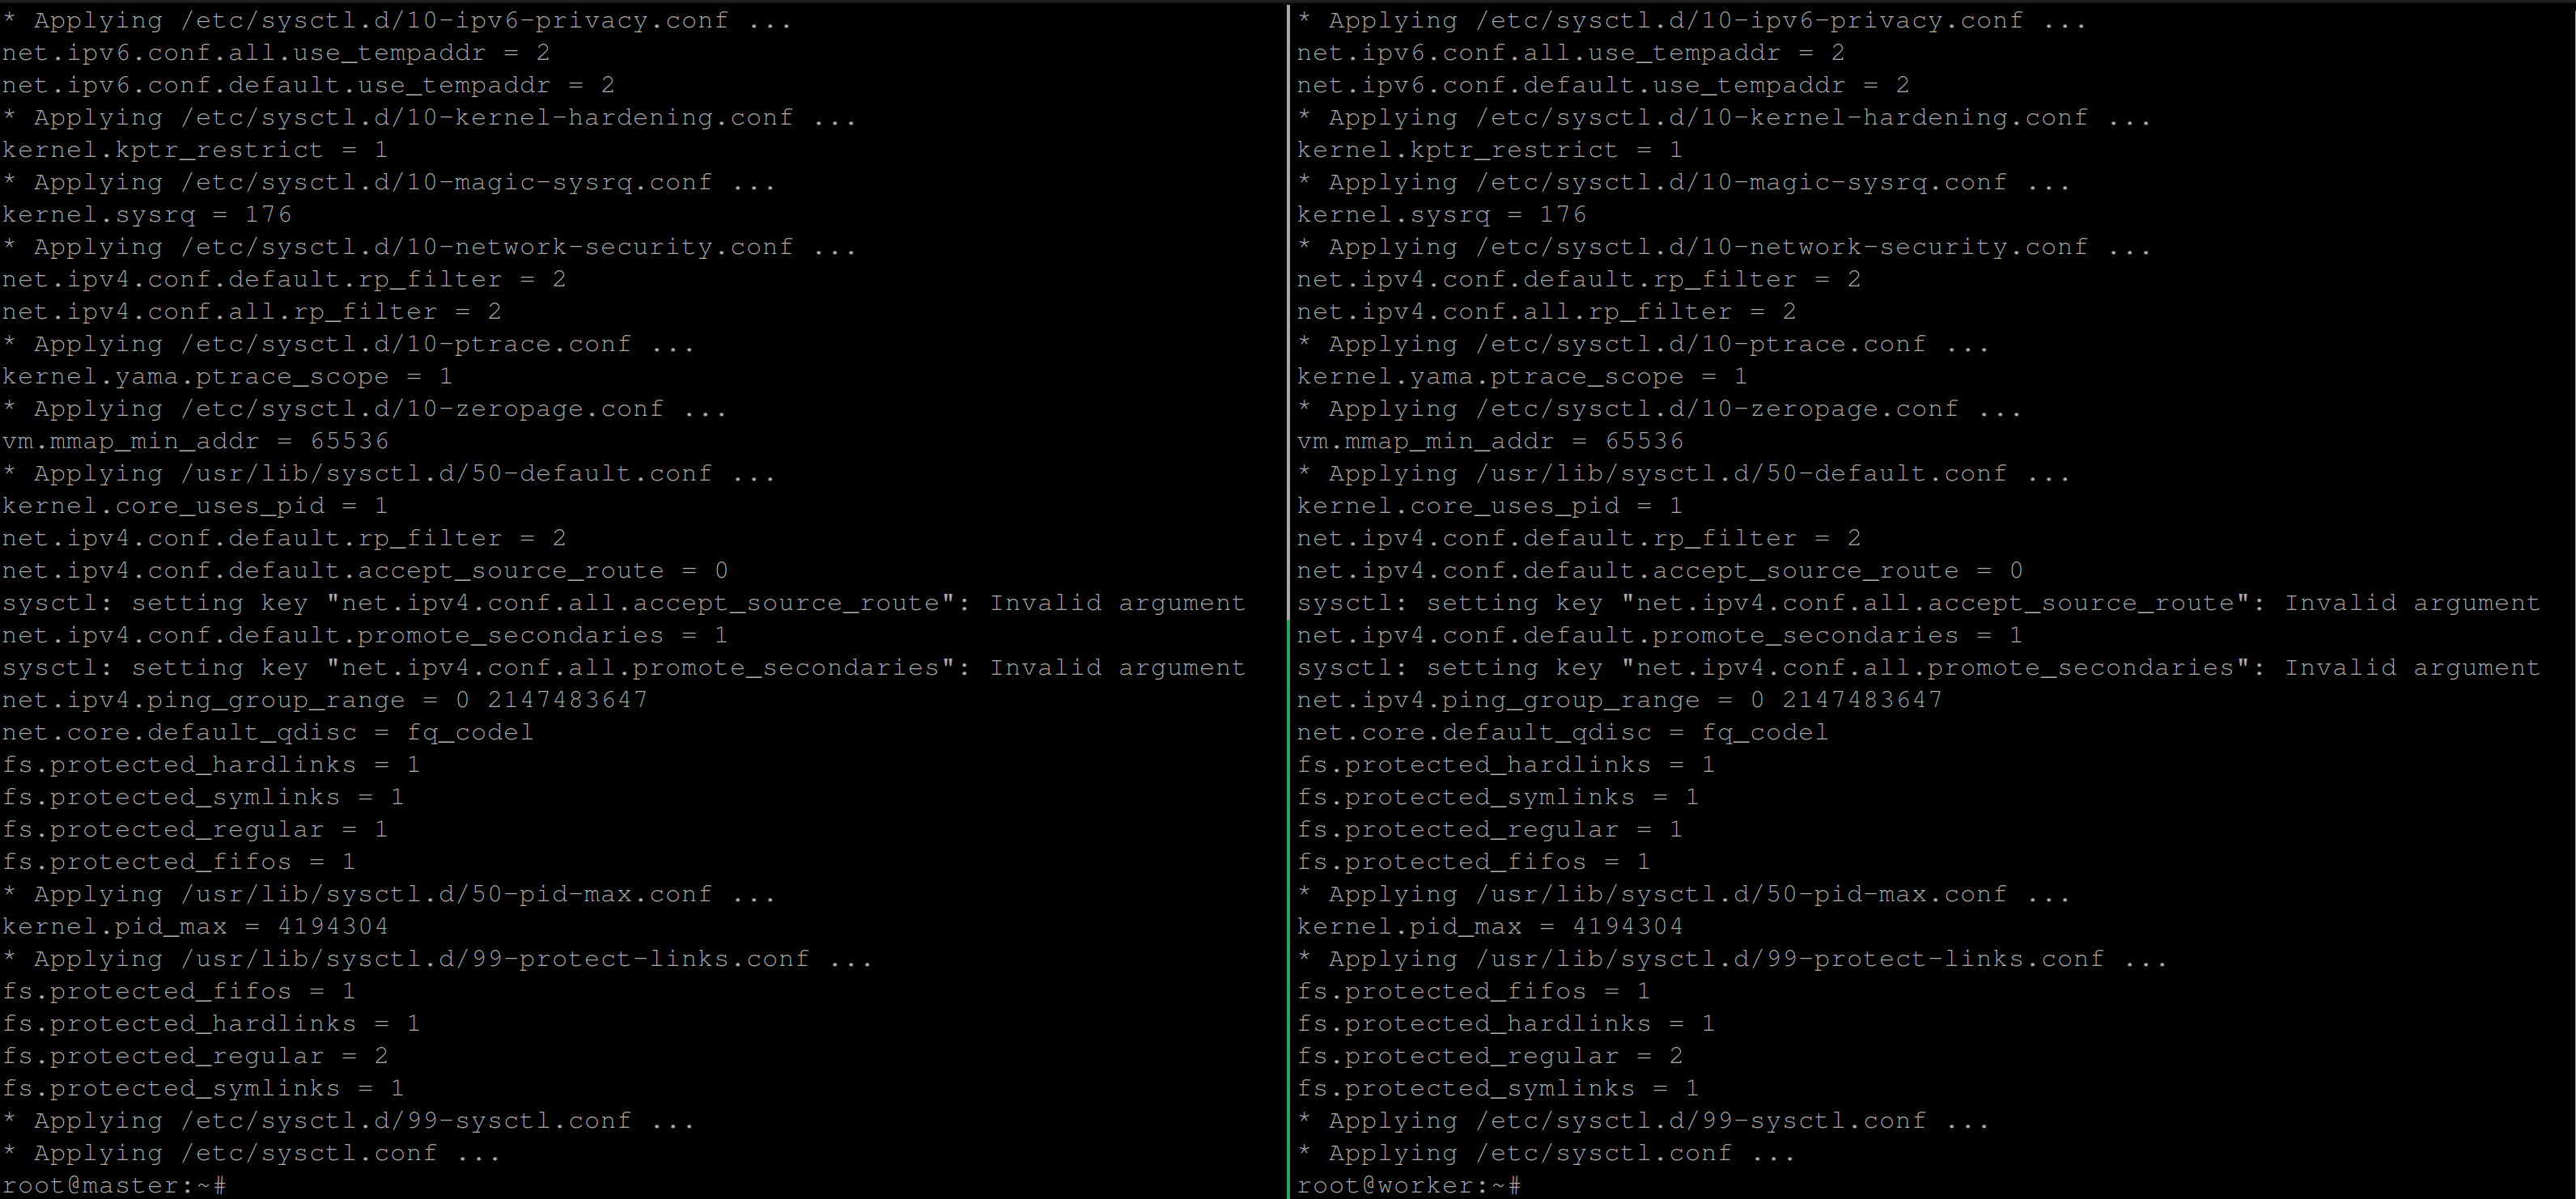 * Applying /etc/sysctl.d/10-ipv6-privacy.conf ...
net.ipv6.conf.all.use_tempaddr = 2
net.ipv6.conf.default.use_tempaddr = 2
* Applying /etc/sysctl.d/10-kernel-hardening.conf ...
kernel.kptr_restrict = 1
* Applying /etc/sysctl.d/10-magic-sysrq.conf ...
kernel.sysrq = 176
* Applying /etc/sysctl.d/10-network-security.conf ...
net.ipv4.conf.default.rp_filter = 2
net.ipv4.conf.all.rp_filter = 2
* Applying /etc/sysctl.d/10-ptrace.conf ...
kernel.yama.ptrace_scope = 1
* Applying /etc/sysctl.d/10-zeropage.conf ...
vm.mmap_min_addr = 65536
* Applying /usr/lib/sysctl.d/50-default.conf ...
kernel.core_uses_pid = 1
net.ipv4.conf.default.rp_filter = 2
net.ipv4.conf.default.accept_source_route = 0
sysctl: setting key "net.ipv4.conf.all.accept_source_route": Invalid argument
net.ipv4.conf.default.promote_secondaries = 1
sysctl: setting key "net.ipv4.conf.all.promote_secondaries": Invalid argument
net.ipv4.ping_group_range = 0 2147483647
net.core.default_qdisc = fq_codel
fs.protected_hardlinks = 1
fs.protected_symlinks = 1
fs.protected_regular = 1
fs.protected_fifos = 1
* Applying /usr/lib/sysctl.d/50-pid-max.conf ...
kernel.pid_max = 4194304
* Applying /usr/lib/sysctl.d/99-protect-links.conf ...
fs.protected_fifos = 1
fs.protected_hardlinks = 1
fs.protected_regular = 2
fs.protected_symlinks = 1
* Applying /etc/sysctl.d/99-sysctl.conf ...
* Applying /etc/sysctl.conf ...
root@master:~#
* Applying /etc/sysctl.d/10-ipv6-privacy.conf ...
net.ipv6.conf.all.use_tempaddr = 2
net.ipv6.conf.default.use_tempaddr = 2
* Applying /etc/sysctl.d/10-kernel-hardening.conf ...
kernel.kptr_restrict = 1
* Applying /etc/sysctl.d/10-magic-sysrq.conf ...
kernel.sysrq = 176
* Applying /etc/sysctl.d/10-network-security.conf ...
net.ipv4.conf.default.rp_filter = 2
net.ipv4.conf.all.rp_filter = 2
* Applying /etc/sysctl.d/10-ptrace.conf ...
kernel.yama.ptrace_scope = 1
* Applying /etc/sysctl.d/10-zeropage.conf ...
vm.mmap_min_addr = 65536
* Applying /usr/lib/sysctl.d/50-default.conf ...
kernel.core_uses_pid = 1
net.ipv4.conf.default.rp_filter = 2
net.ipv4.conf.default.accept_source_route = 0
sysctl: setting key "net.ipv4.conf.all.accept_source_route": Invalid argument
net.ipv4.conf.default.promote_secondaries = 1
sysctl: setting key "net.ipv4.conf.all.promote_secondaries": Invalid argument
net.ipv4.ping_group_range = 0 2147483647
net.core.default_qdisc = fq_codel
fs.protected_hardlinks = 1
fs.protected_symlinks = 1
fs.protected_regular = 1
fs.protected_fifos = 1
* Applying /usr/lib/sysctl.d/50-pid-max.conf ...
kernel.pid_max = 4194304
* Applying /usr/lib/sysctl.d/99-protect-links.conf ...
fs.protected_fifos = 1
fs.protected_hardlinks = 1
fs.protected_regular = 2
fs.protected_symlinks = 1
* Applying /etc/sysctl.d/99-sysctl.conf ...
* Applying /etc/sysctl.conf ...
root@worker:~#